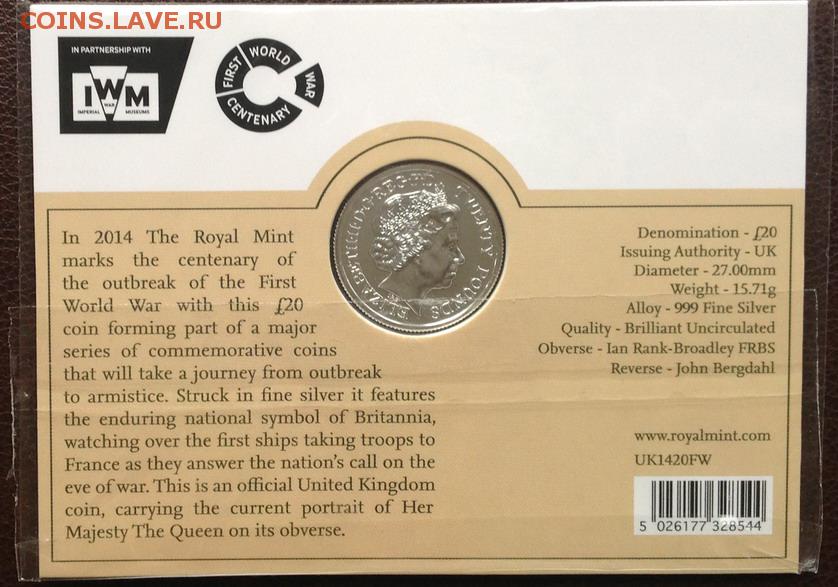 COINS.LAVE.RU
IN PARTNERSHIP WITH
IWM
WAR
IMPERIAL MUSEUMS
FIRST WORLD WAR
CENTENARY
ELIZABETH·II·D·G·REG·F·D
TWENTY POUNDS
In 2014 The Royal Mint
marks the centenary of
the outbreak of the First
World War with this £20
coin forming part of a major
series of commemorative coins
that will take a journey from outbreak
to armistice. Struck in fine silver it features
the enduring national symbol of Britannia,
watching over the first ships taking troops to
France as they answer the nation's call on the
eve of war. This is an official United Kingdom
coin, carrying the current portrait of Her
Majesty The Queen on its obverse.
Denomination - £20
Issuing Authority - UK
Diameter - 27.00mm
Weight - 15.71g
Alloy - 999 Fine Silver
Quality - Brilliant Uncirculated
Obverse - Ian Rank-Broadley FRBS
Reverse - John Bergdahl
www.royalmint.com
UK1420FW
5 026177 328544